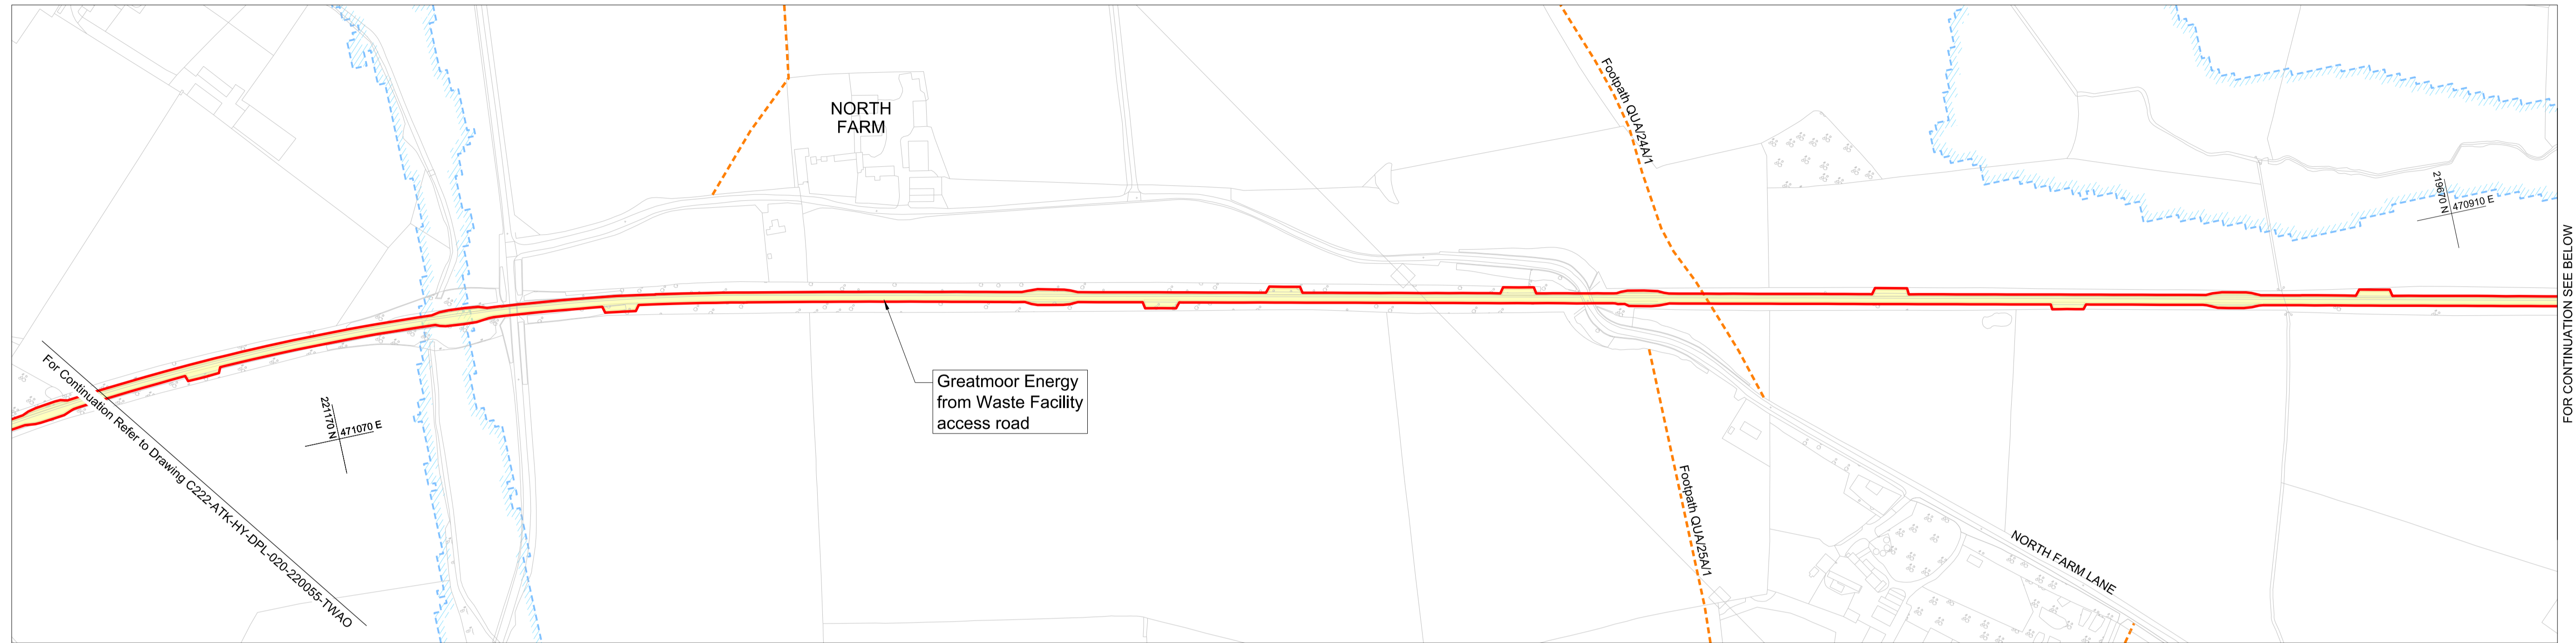 NORTH
FARM
Footpath QUA/24A/1
219670 N
470910 E
FOR CONTINUATION SEE BELOW
Greatmoor Energy
from Waste Facility
access road
For Continuation Refer to Drawing C222-ATK-HY-DPL-020-220055-TWAO
221170 N
471070 E
Footpath QUA/25A/1
NORTH FARM LANE